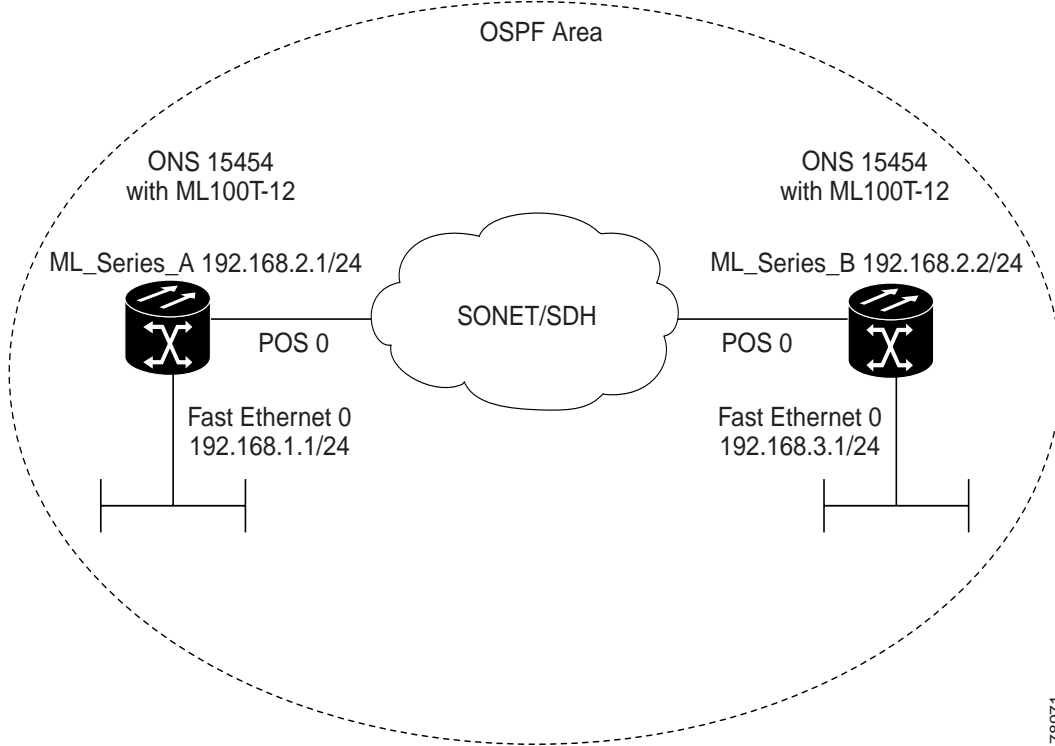 OSPF Area
ONS 15454
with ML100T-12
ONS 15454
with ML100T-12
ML_Series_A 192.168.2.1/24
ML_Series_B 192.168.2.2/24
SONET/SDH
POS 0
POS 0
Fast Ethernet 0
192.168.1.1/24
Fast Ethernet 0
192.168.3.1/24